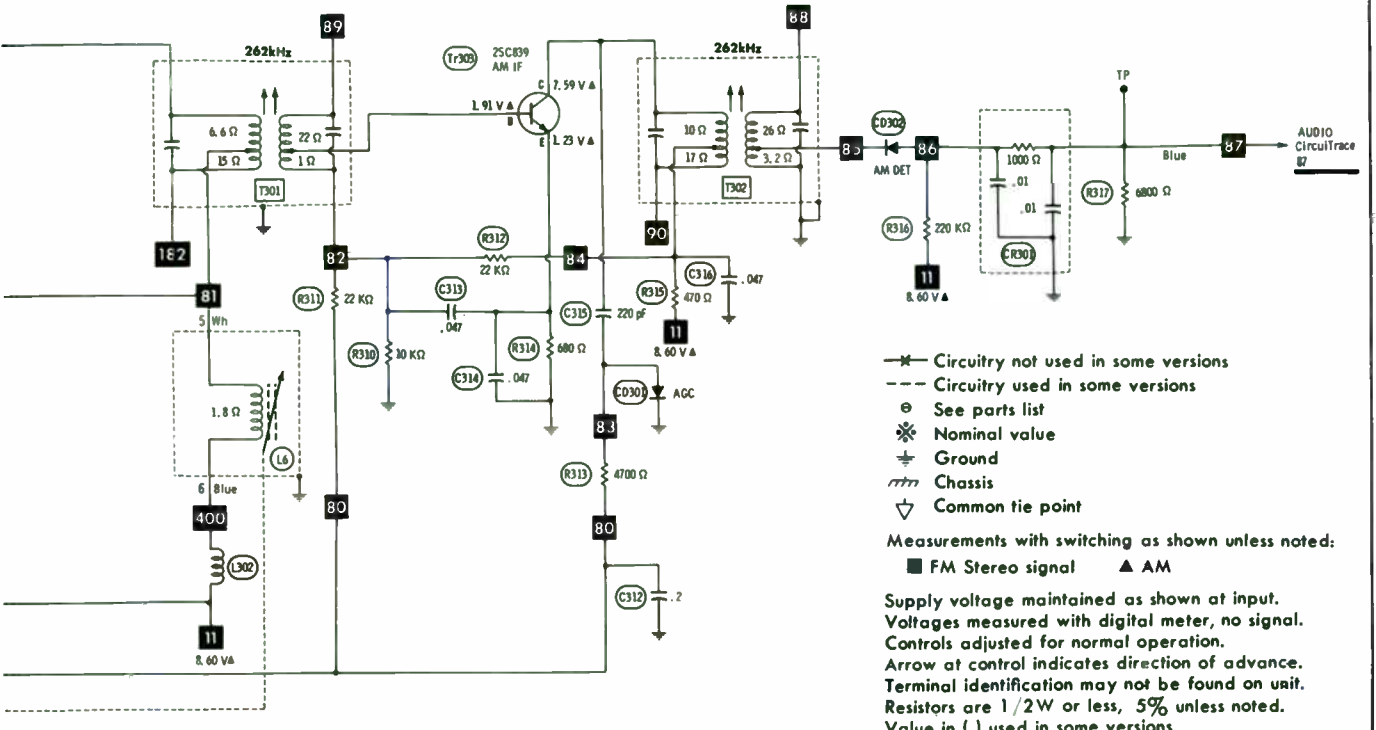 89
88
262kHz
Tr303
2SC839
AM IF
262kHz
C 7.59 V ▲
1.91 V ▲
B
E 1.23 V ▲
6.6 Ω
22 Ω
15 Ω
1 Ω
T301
10 Ω
26 Ω
17 Ω
3.2 Ω
T302
TP
CD302
85
86
AM DET
1000 Ω
.01
.01
CR301
Blue
87
AUDIO
CircuiTrace
87
R317
6800 Ω
R316
220 KΩ
11
8.60 V ▲
182
82
R312
22 KΩ
84
90
C316
.047
81
5 Wh
R311
22 KΩ
C313
.047
C315
220 pF
R315
470 Ω
11
8.60 V ▲
R310
10 KΩ
R314
680 Ω
C314
.047
CD301
AGC
1.8 Ω
L6
83
R313
4700 Ω
6 Blue
400
80
80
L302
C312
.2
11
8.60 V▲
Circuitry not used in some versions
Circuitry used in some versions
See parts list
Nominal value
Ground
Chassis
Common tie point
Measurements with switching as shown unless noted:
■ FM Stereo signal ▲ AM
Supply voltage maintained as shown at input.
Voltages measured with digital meter, no signal.
Controls adjusted for normal operation.
Arrow at control indicates direction of advance.
Terminal identification may not be found on unit.
Resistors are 1/2W or less, 5% unless noted.
Value in ( ) used in some versions